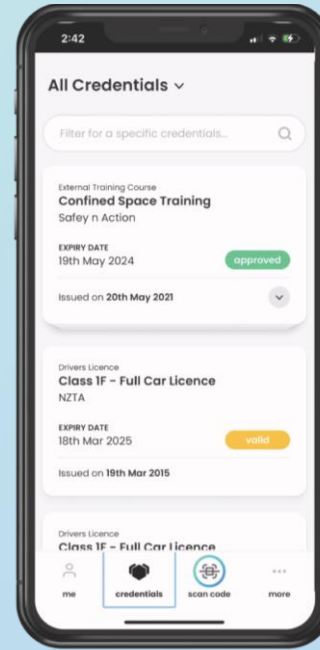 2:42
All Credentials
Filter for a specific credentials...
External Training Course
Confined Space Training
Safey n Action
EXPIRY DATE
19th May 2024
approved
Issued on 20th May 2021
Drivers Licence
Class 1F - Full Car Licence
NZTA
EXPIRY DATE
18th Mar 2025
valid
Issued on 19th Mar 2015
Drivers Licence
Class 1F - Full Car Licence
me
credentials
scan code
more